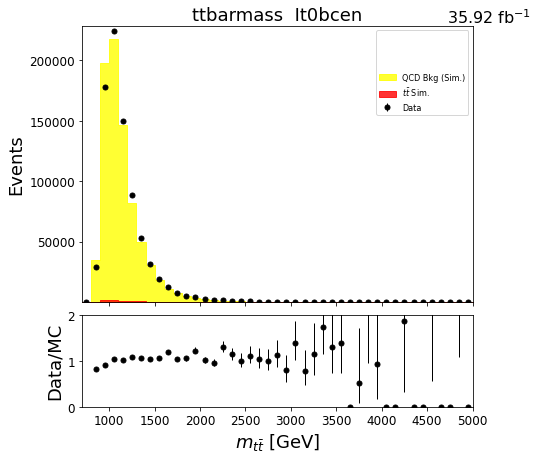 ttbarmass It0bcen
35.92 fb⁻¹
QCD Bkg (Sim.)
tt̄ Sim.
Data
Events
200000
150000
100000
50000
Data/MC
2
1
0
1000 1500 2000 2500 3000 3500 4000 4500 5000
m_tt̄ [GeV]